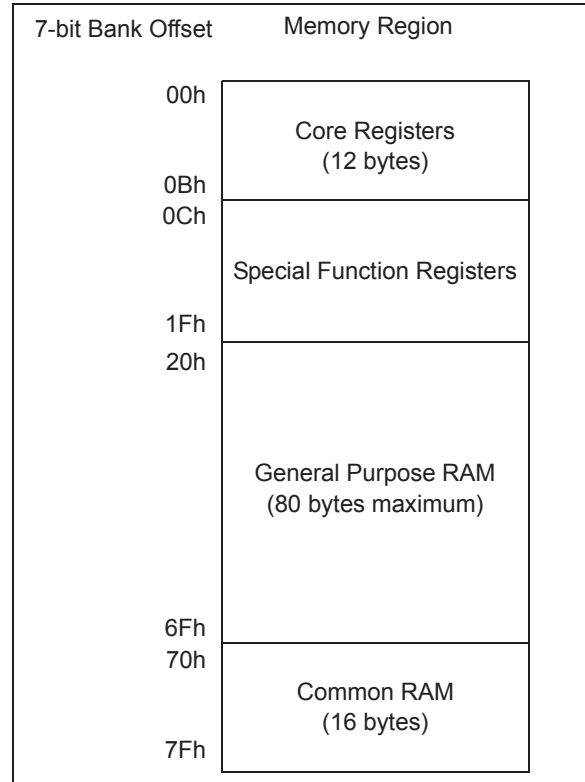 7-bit Bank Offset Memory Region
00h
Core Registers
(12 bytes)
0Bh
0Ch
Special Function Registers
1Fh
20h
General Purpose RAM
(80 bytes maximum)
6Fh
70h
Common RAM
(16 bytes)
7Fh